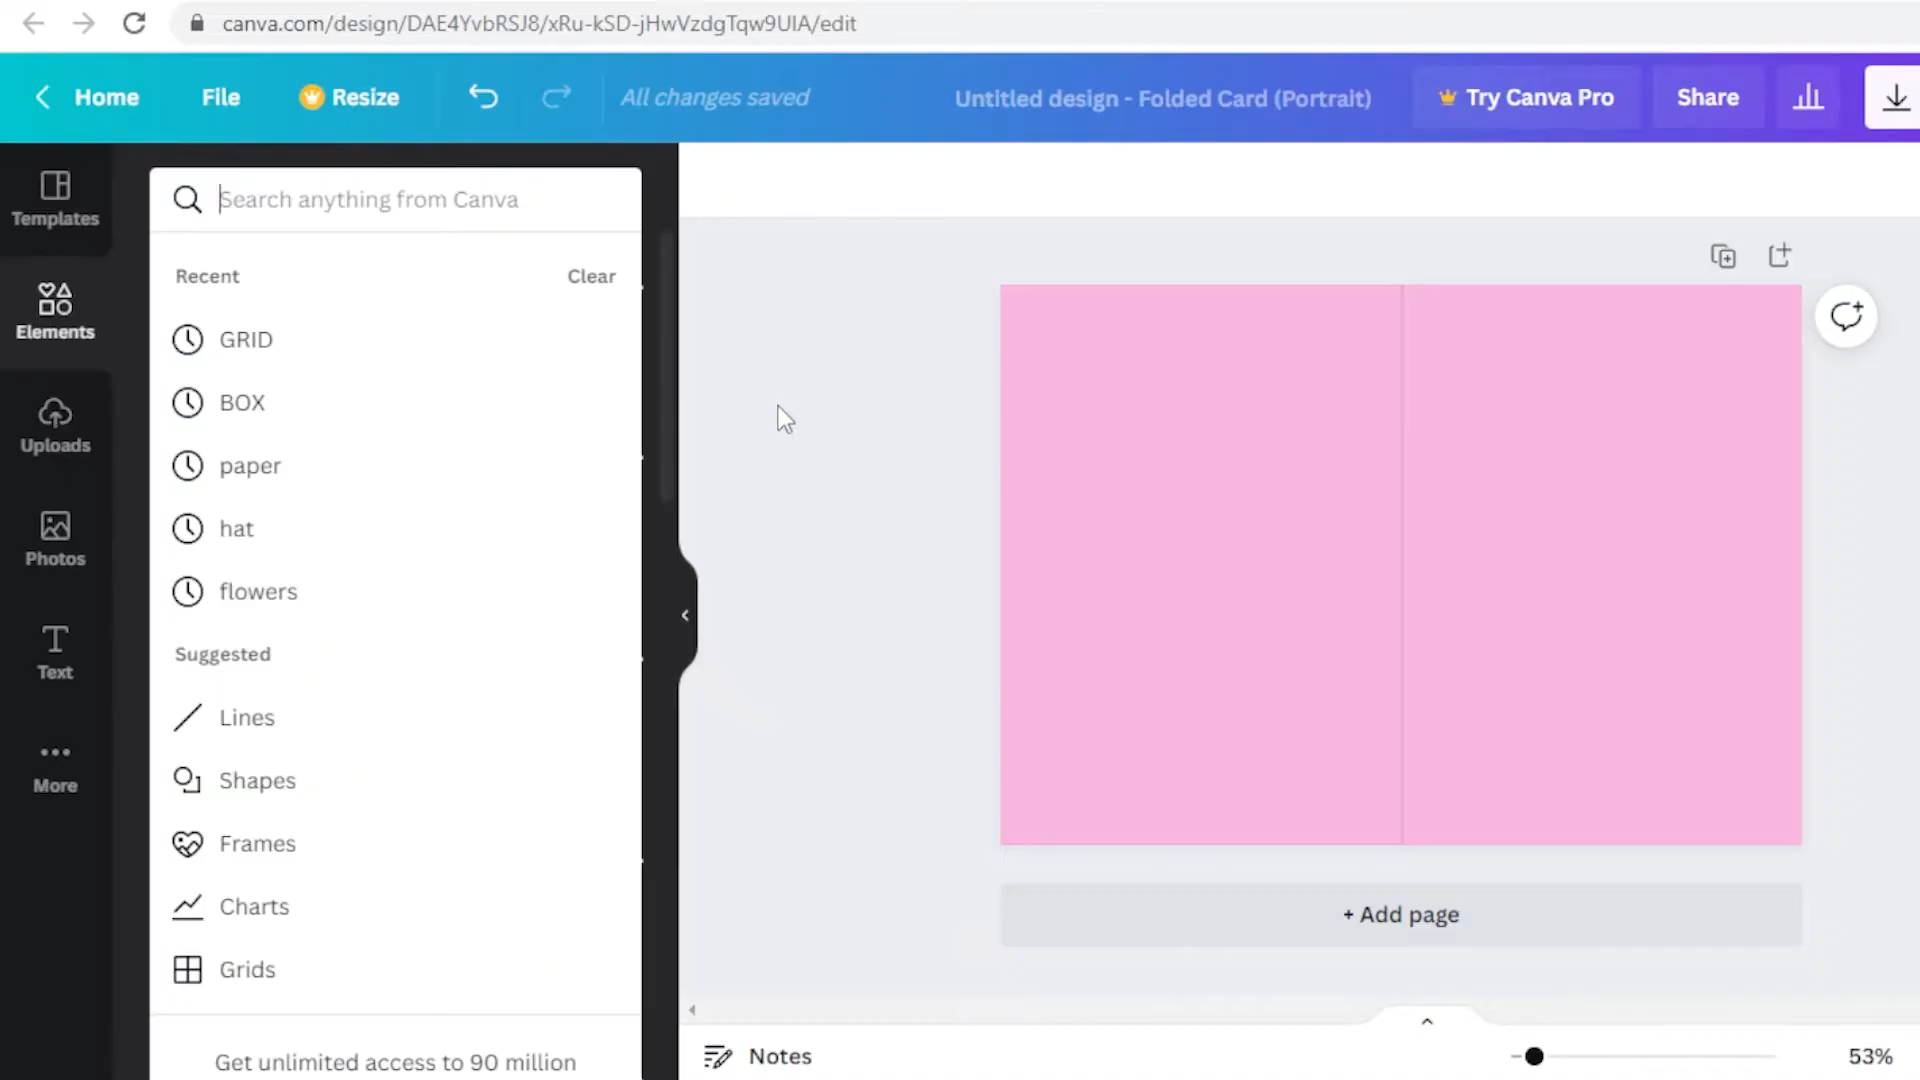 canva.com/design/DAE4YvbRSJ8/xRu-kSD-jHwVzdgTqw9UIA/edit
Home
File
Resize
All changes saved
Untitled design - Folded Card (Portrait)
Try Canva Pro
Share
Templates
Elements
Uploads
Photos
Text
More
Search anything from Canva
Recent
Clear
GRID
BOX
paper
hat
flowers
Suggested
Lines
Shapes
Frames
Charts
Grids
Get unlimited access to 90 million
+ Add page
Notes
53%